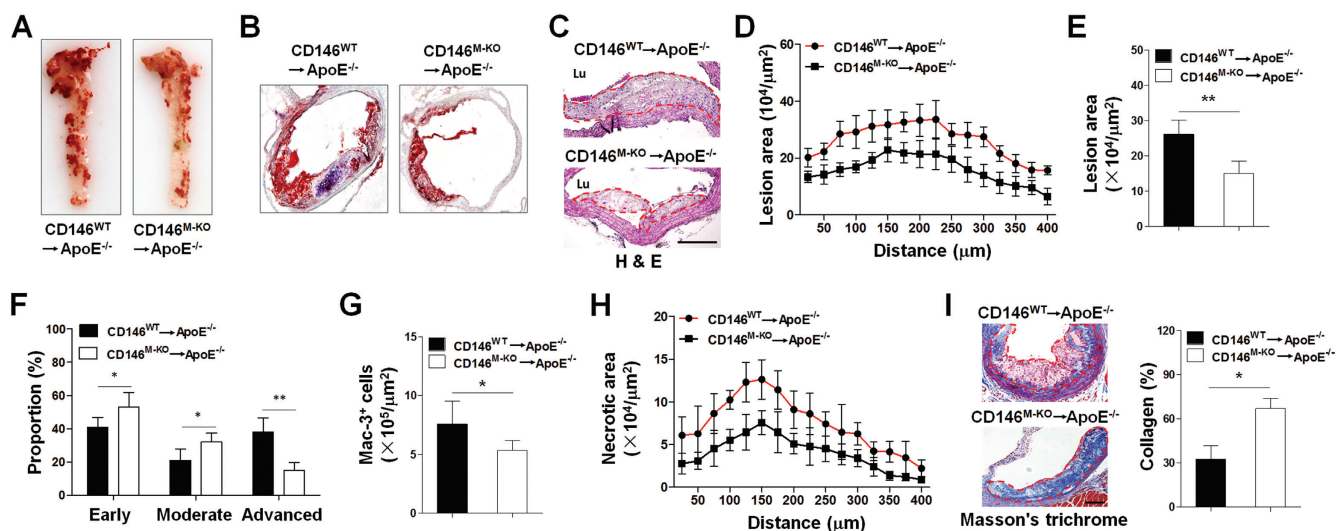 A
CD146WT
→ApoE-/-
CD146M-KO
→ApoE-/-
B
CD146WT
→ApoE-/-
CD146M-KO
→ApoE-/-
C
CD146WT→ApoE-/-
Lu
CD146M-KO→ApoE-/-
Lu
H & E
D
CD146WT→ApoE-/-
CD146M-KO→ApoE-/-
Lesion area (10⁴/μm²)
60
40
20
0
50 100 150 200 250 300 350 400
Distance (μm)
E
CD146WT→ApoE-/-
CD146M-KO→ApoE-/-
Lesion area
(×10⁴/μm²)
50
40
30
20
10
0
**
F
CD146WT→ApoE-/-
CD146M-KO→ApoE-/-
Proportion (%)
100
80
60
40
20
0
*
*
**
Early Moderate Advanced
G
CD146WT→ApoE-/-
CD146M-KO→ApoE-/-
Mac-3⁺ cells
(×10⁵/μm²)
15
10
5
0
*
H
CD146WT→ApoE-/-
CD146M-KO→ApoE-/-
Necrotic area
(×10⁴/μm²)
20
15
10
5
0
50 100 150 200 250 300 350 400
Distance (μm)
I
CD146WT→ApoE-/-
CD146M-KO→ApoE-/-
Masson's trichrome
CD146WT→ApoE-/-
CD146M-KO→ApoE-/-
Collagen (%)
120
90
60
30
0
*